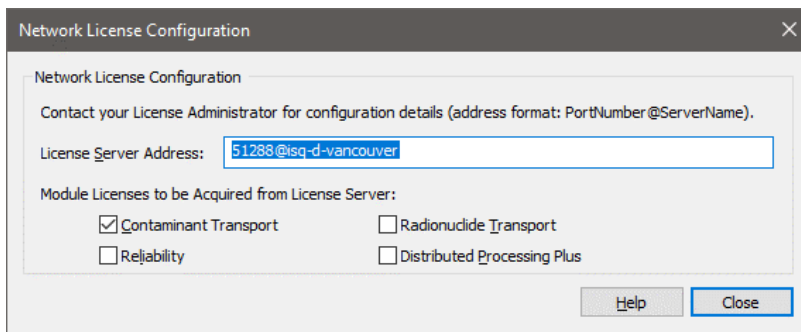 Network License Configuration
Network License Configuration
Contact your License Administrator for configuration details (address format: PortNumber@ServerName).
License Server Address: 51288@isq-d-vancouver
Module Licenses to be Acquired from License Server:
Contaminant Transport Radionuclide Transport
Reliability Distributed Processing Plus
Help Close